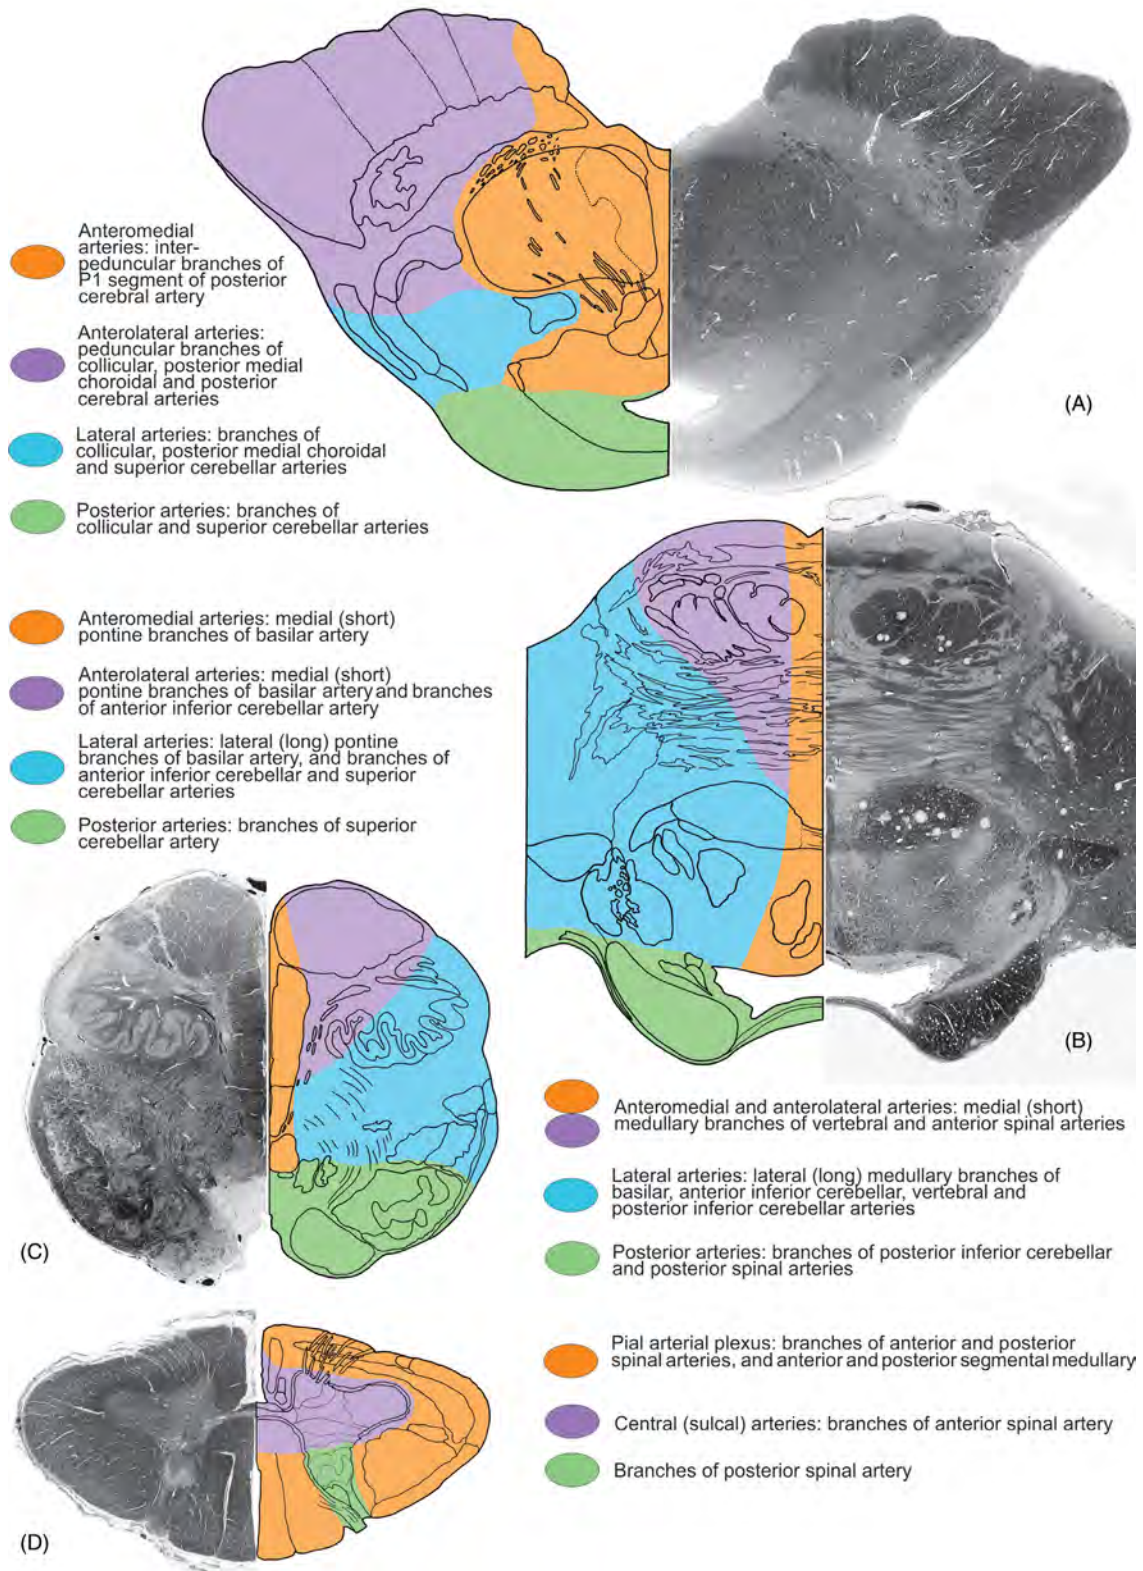 Anteromedial
arteries: inter-
peduncular branches of
P1 segment of posterior
cerebral artery
Anterolateral arteries:
peduncular branches of
collicular, posterior medial
choroidal and posterior
cerebral arteries
(A)
Lateral arteries: branches of
collicular, posterior medial choroidal
and superior cerebellar arteries
Posterior arteries: branches of
collicular and superior cerebellar arteries
Anteromedial arteries: medial (short)
pontine branches of basilar artery
Anterolateral arteries: medial (short)
pontine branches of basilar artery and branches
of anterior inferior cerebellar artery
Lateral arteries: lateral (long) pontine
branches of basilar artery, and branches of
anterior inferior cerebellar and superior
cerebellar arteries
Posterior arteries: branches of superior
cerebellar artery
(B)
Anteromedial and anterolateral arteries: medial (short)
medullary branches of vertebral and anterior spinal arteries
Lateral arteries: lateral (long) medullary branches of
basilar, anterior inferior cerebellar, vertebral and
posterior inferior cerebellar arteries
(C)
Posterior arteries: branches of posterior inferior cerebellar
and posterior spinal arteries
Pial arterial plexus: branches of anterior and posterior
spinal arteries, and anterior and posterior segmental medullary
Central (sulcal) arteries: branches of anterior spinal artery
Branches of posterior spinal artery
(D)